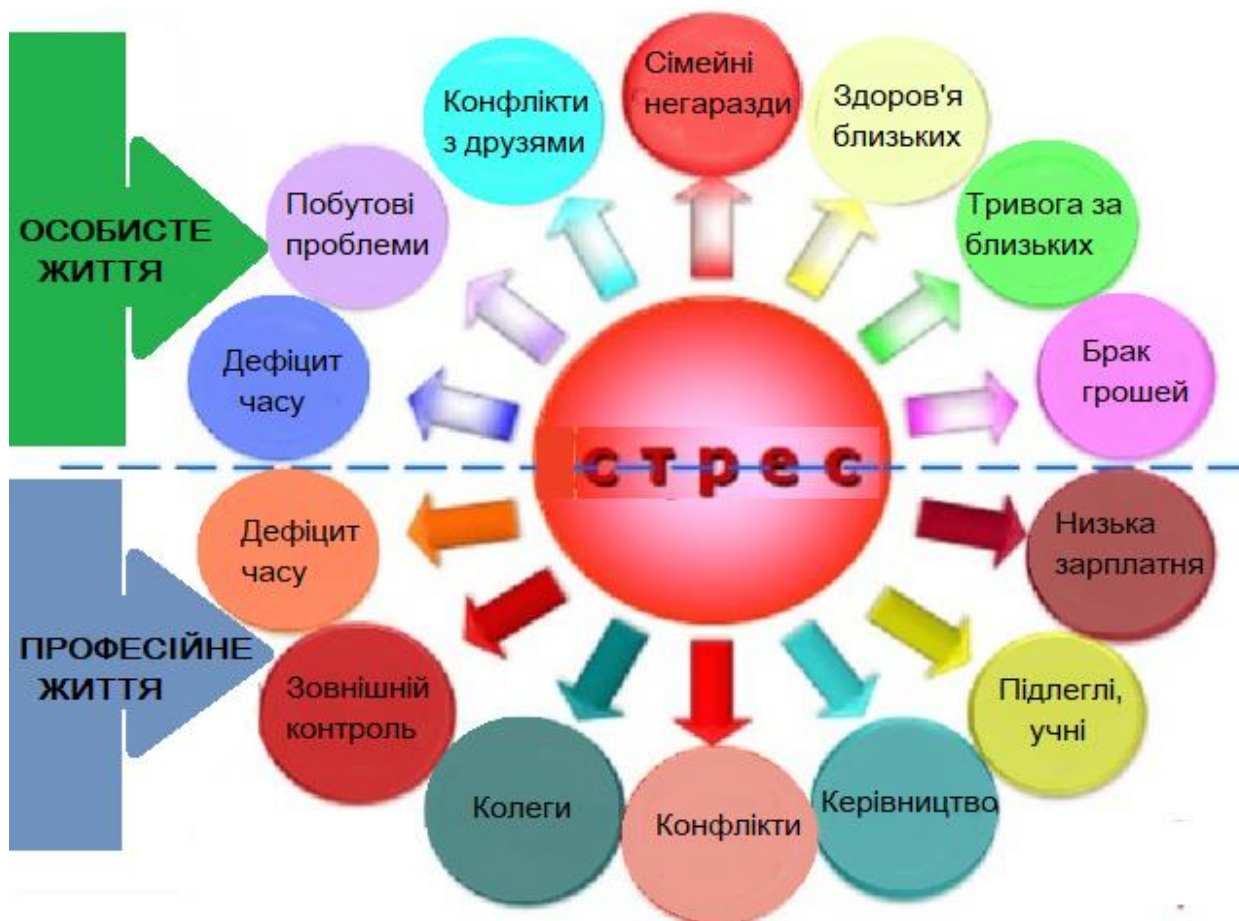 ОСОБИСТЕ
ЖИТТЯ
Дефіцит
часу
Побутові
проблеми
Конфлікти
з друзями
Сімейні
негаразди
Здоров'я
близьких
Тривога за
близьких
Брак
грошей
стрес
ПРОФЕСІЙНЕ
ЖИТТЯ
Дефіцит
часу
Зовнішній
контроль
Колеги
Конфлікти
Керівництво
Підлеглі,
учні
Низька
зарплатня